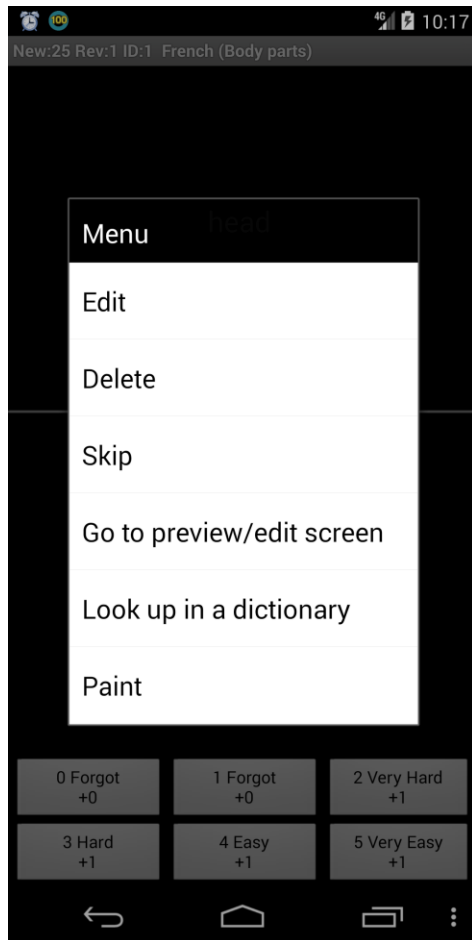 100 4G 10:17
New:25 Rev:1 ID:1 French (Body parts)
head
Menu
Edit
Delete
Skip
Go to preview/edit screen
Look up in a dictionary
Paint
0 Forgot 1 Forgot 2 Very Hard
+0 +0 +1
3 Hard 4 Easy 5 Very Easy
+1 +1 +1